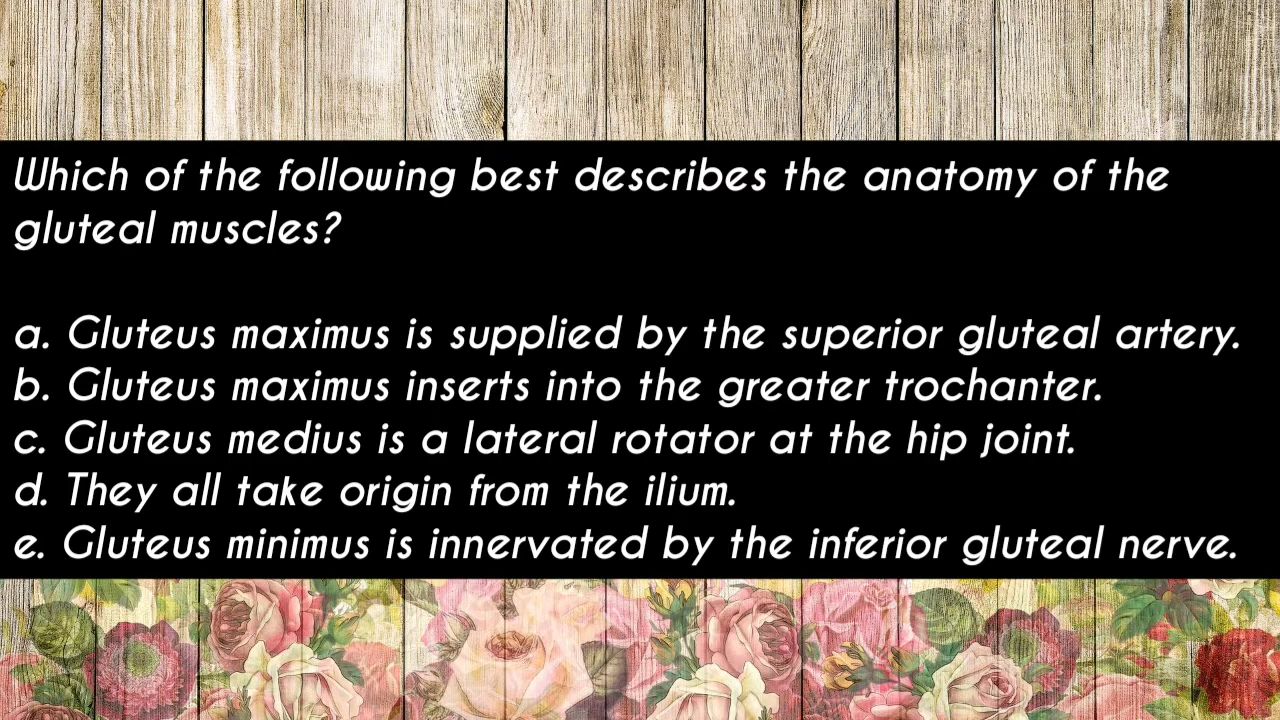 Which of the following best describes the anatomy of the
gluteal muscles?
a. Gluteus maximus is supplied by the superior gluteal artery.
b. Gluteus maximus inserts into the greater trochanter.
c. Gluteus medius is a lateral rotator at the hip joint.
d. They all take origin from the ilium.
e. Gluteus minimus is innervated by the inferior gluteal nerve.